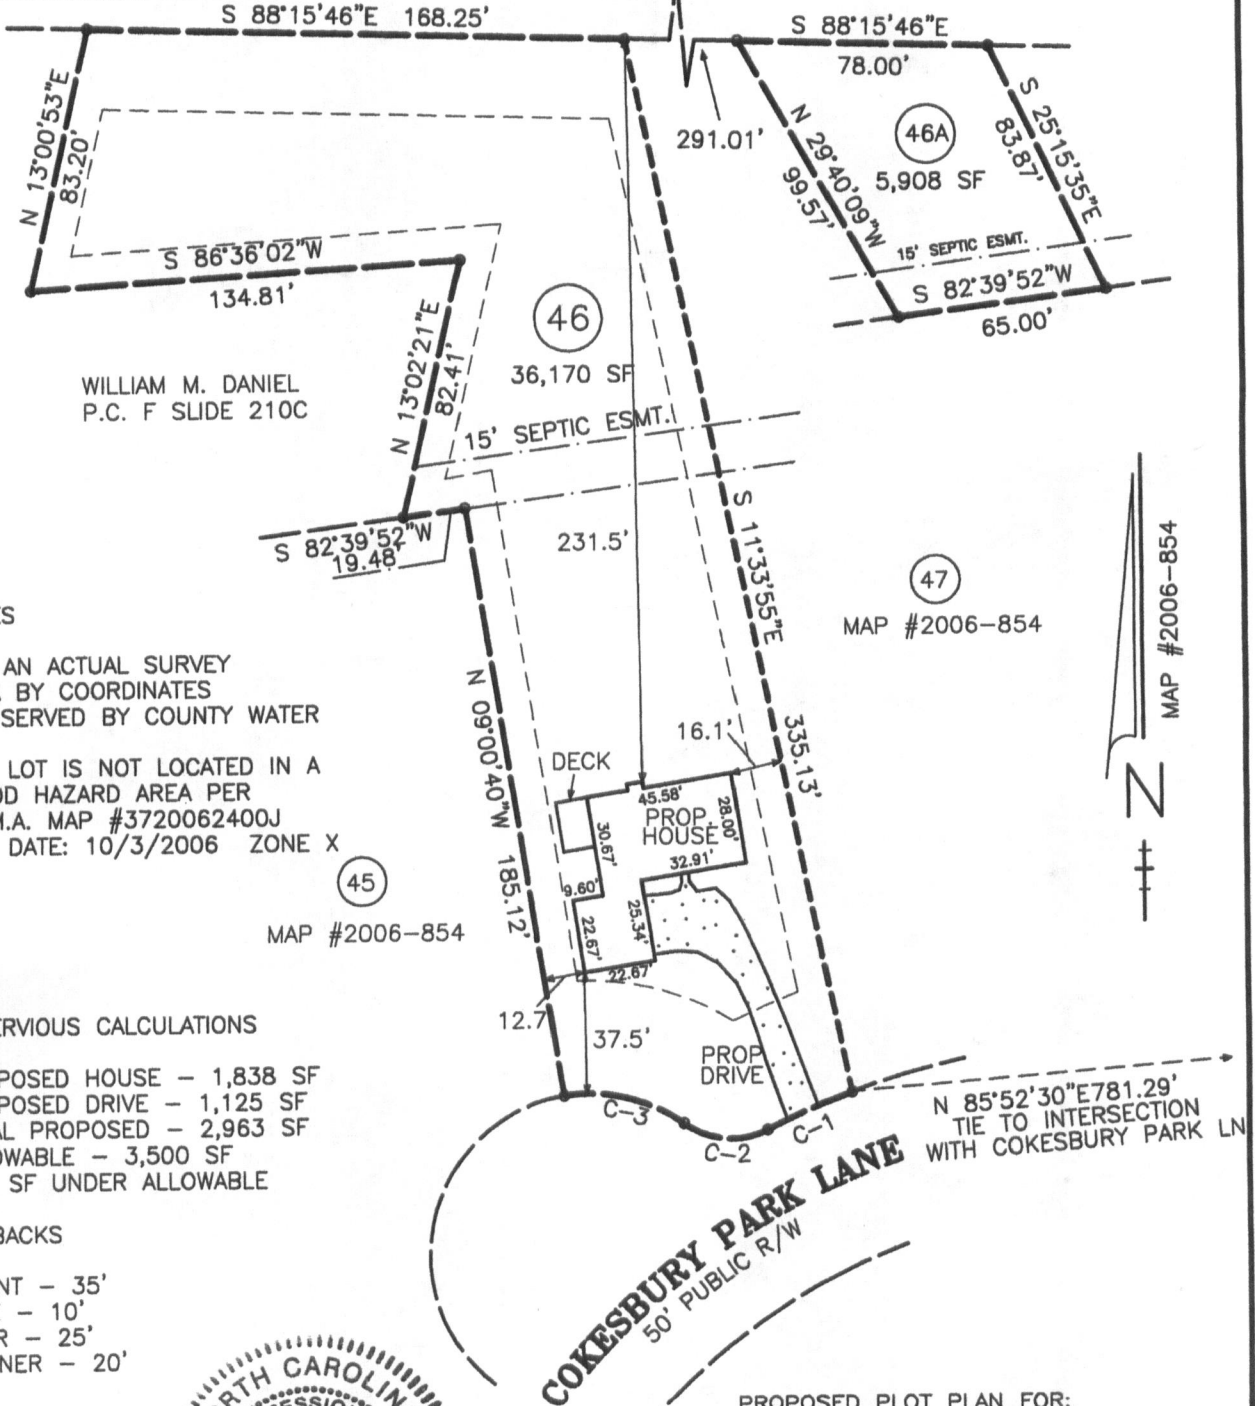 S 88°15'46"E 168.25'
S 88°15'46"E
78.00'
N 13°00'53"E
83.20'
291.01'
46A
5,908 SF
N 29°40'09"W
99.57'
S 25°15'35"E
83.87'
15' SEPTIC ESMT.
S 82°39'52"W
65.00'
S 86°36'02"W
134.81'
46
36,170 SF
N 13°02'21"E
82.41'
WILLIAM M. DANIEL
P.C. F SLIDE 210C
15' SEPTIC ESMT.
S 82°39'52"W
19.48'
231.5'
S 11°33'55"E
335.13'
47
MAP #2006-854
MAP #2006-854
N
ES
AN ACTUAL SURVEY
BY COORDINATES
SERVED BY COUNTY WATER
LOT IS NOT LOCATED IN A
OD HAZARD AREA PER
H.A. MAP #3720062400J
DATE: 10/3/2006 ZONE X
N 09°00'40"W 185.12'
16.1'
DECK
45.58'
PROP.
HOUSE
28.00'
32.91'
30.67'
9.60'
25.34'
22.67'
22.67'
45
MAP #2006-854
12.7
37.5'
PROP
DRIVE
ERVIOUS CALCULATIONS
POSED HOUSE - 1,838 SF
POSED DRIVE - 1,125 SF
AL PROPOSED - 2,963 SF
OWABLE - 3,500 SF
SF UNDER ALLOWABLE
C-3
C-2
C-1
N 85°52'30"E781.29'
TIE TO INTERSECTION
WITH COKESBURY PARK LN
COKESBURY PARK LANE
50' PUBLIC R/W
BACKS
NT - 35'
- 10'
R - 25'
NER - 20'
RTH CAROLIN
ESSIO
PROPOSED PLOT PLAN FOR: